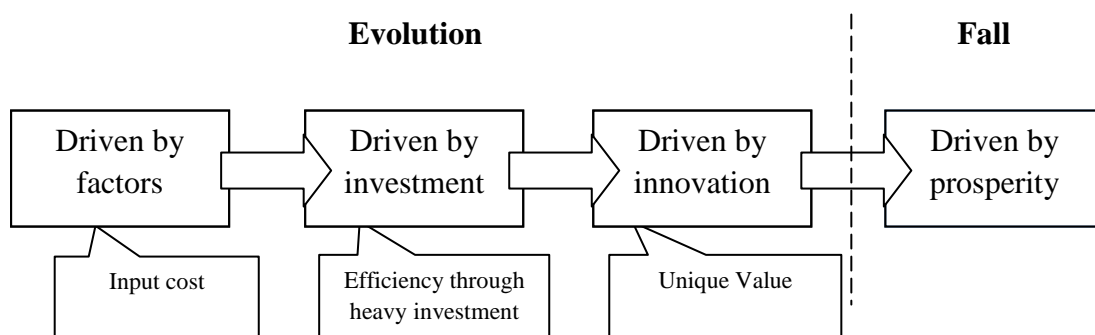 Evolution
Fall
Driven by
factors
Driven by
investment
Driven by
innovation
Driven by
prosperity
Input cost
Efficiency through
heavy investment
Unique Value